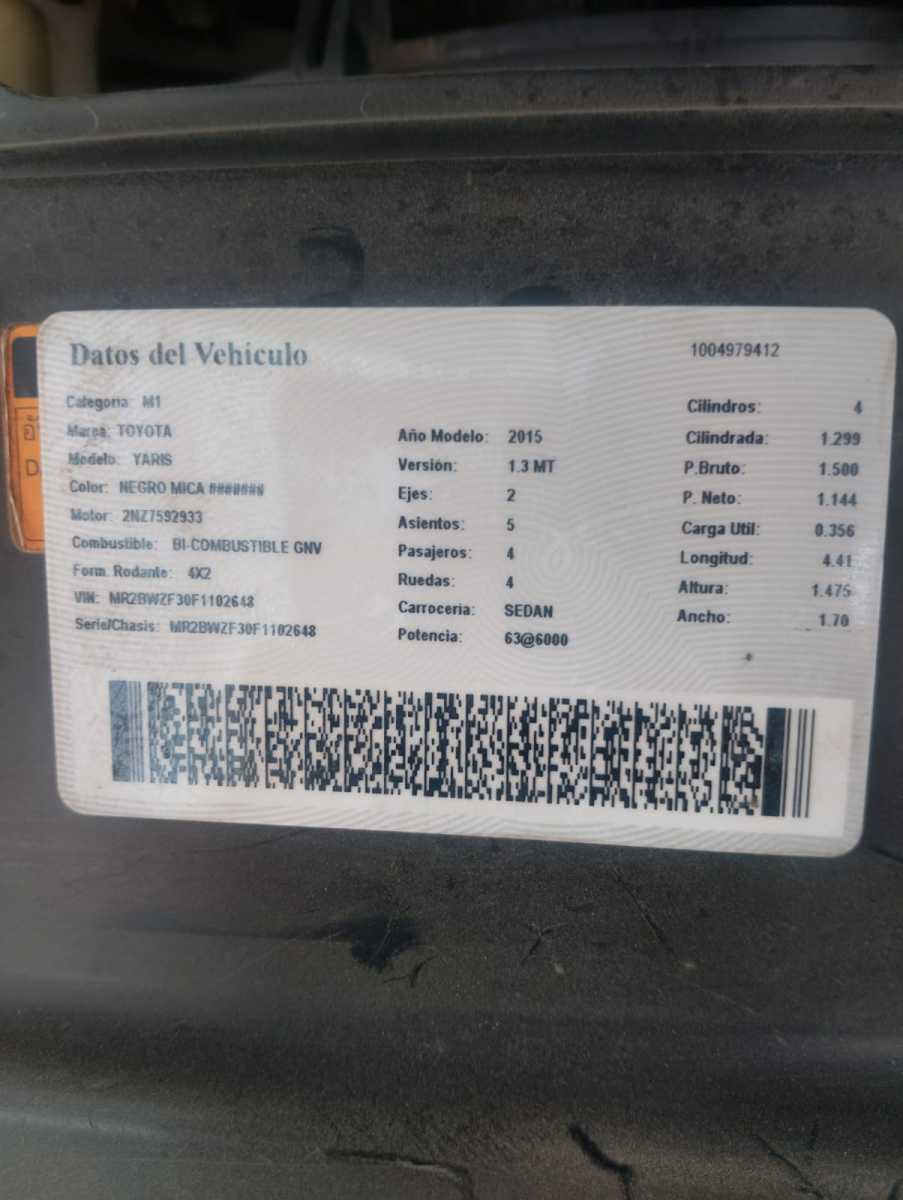 Datos del Vehículo
1004979412
Categoria: M1
Marca: TOYOTA
Modelo: YARIS
Color: NEGRO MICA #######
Motor: 2NZ7592933
Combustible: BI-COMBUSTIBLE GNV
Form. Rodante: 4X2
VIN: MR2BWZF30F1102648
Serie/Chasis: MR2BWZF30F1102648
Año Modelo: 2015
Versión: 1.3 MT
Ejes: 2
Asientos: 5
Pasajeros: 4
Ruedas: 4
Carroceria: SEDAN
Potencia: 63@6000
Cilindros: 4
Cilindrada: 1.299
P.Bruto: 1.500
P. Neto: 1.144
Carga Util: 0.356
Longitud: 4.41
Altura: 1.475
Ancho: 1.70
D